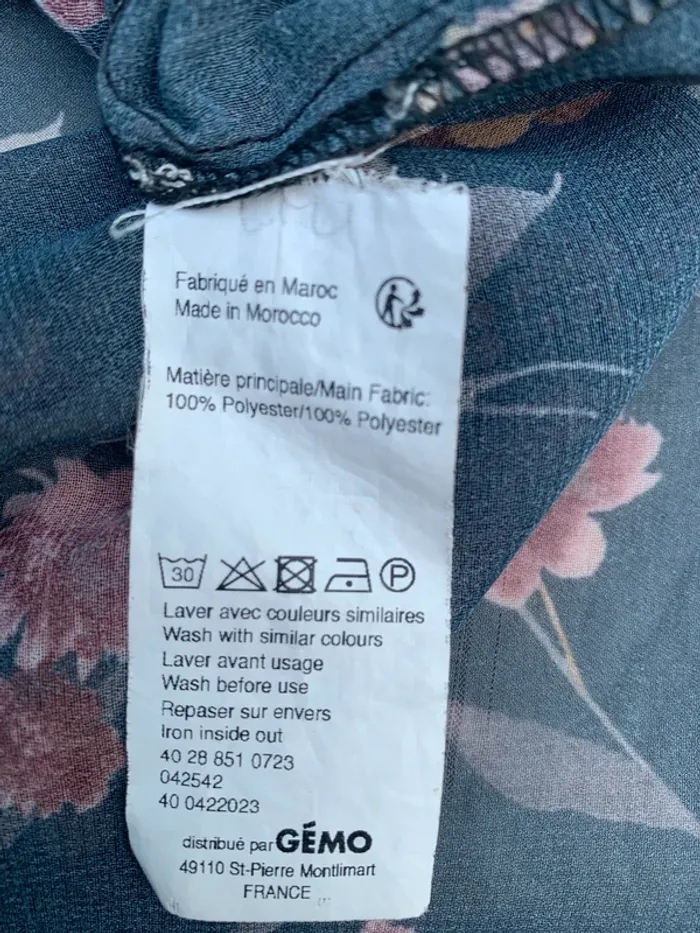 Fabriqué en Maroc
Made in Morocco
Matière principale/Main Fabric:
100% Polyester/100% Polyester
30 P
Laver avec couleurs similaires
Wash with similar colours
Laver avant usage
Wash before use
Repaser sur envers
Iron inside out
40 28 851 0723
042542
40 0422023
distribué par GÉMO
49110 St-Pierre Montlimart
FRANCE